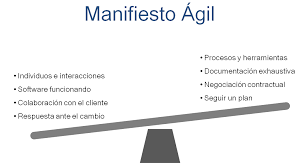 Manifiesto Ágil
• Individuos e interacciones
• Software funcionando
• Colaboración con el cliente
• Respuesta ante el cambio
• Procesos y herramientas
• Documentación exhaustiva
• Negociación contractual
• Seguir un plan